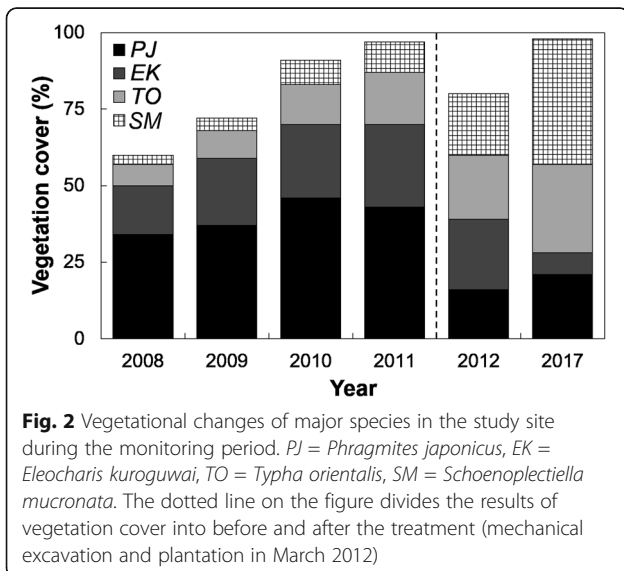 100
75
50
25
0
Vegetation cover (%)
PJ
EK
TO
SM
2008 2009 2010 2011 2012 2017
Year
Fig. 2 Vegetational changes of major species in the study site
during the monitoring period. PJ = Phragmites japonicus, EK =
Eleocharis kuroguwai, TO = Typha orientalis, SM = Schoenoplectiella
mucronata. The dotted line on the figure divides the results of
vegetation cover into before and after the treatment (mechanical
excavation and plantation in March 2012)